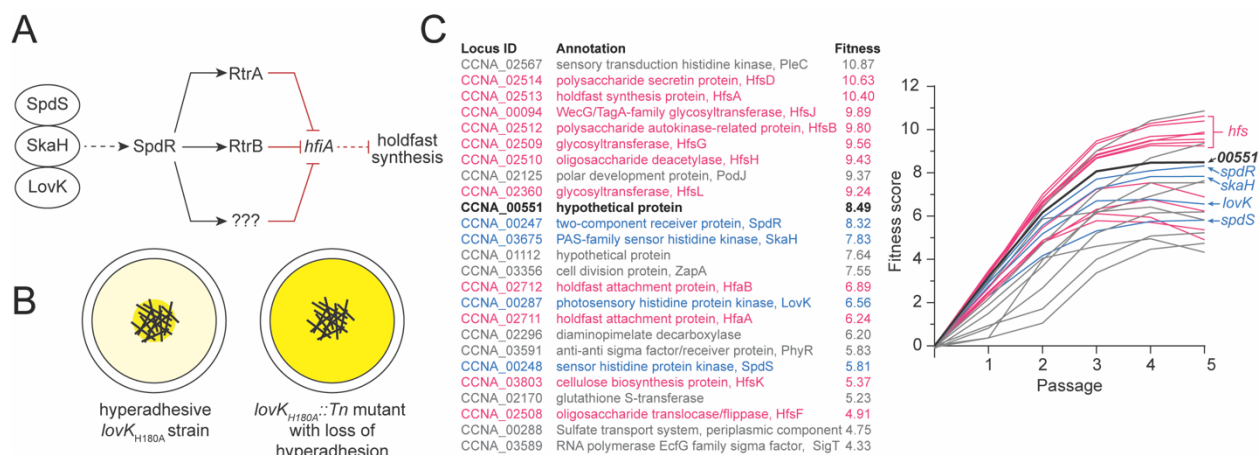 A
SpdS
SkaH
LovK
SpdR
RtrA
RtrB
???
hfiA
holdfast
synthesis
B
hyperadhesive
lovKH180A strain
lovKH180A::Tn mutant
with loss of
hyperadhesion
C
Locus ID Annotation Fitness
CCNA_02567 sensory transduction histidine kinase, PleC 10.87
CCNA_02514 polysaccharide secretin protein, HfsD 10.63
CCNA_02513 holdfast synthesis protein, HfsA 10.40
CCNA_00094 WecG/TagA-family glycosyltransferase, HfsJ 9.89
CCNA_02512 polysaccharide autokinase-related protein, HfsB 9.80
CCNA_02509 glycosyltransferase, HfsG 9.56
CCNA_02510 oligosaccharide deacetylase, HfsH 9.43
CCNA_02125 polar development protein, PodJ 9.37
CCNA_02360 glycosyltransferase, HfsL 9.24
CCNA_00551 hypothetical protein 8.49
CCNA_00247 two-component receiver protein, SpdR 8.32
CCNA_03675 PAS-family sensor histidine kinase, SkaH 7.83
CCNA_01112 hypothetical protein 7.64
CCNA_03356 cell division protein, ZapA 7.55
CCNA_02712 holdfast attachment protein, HfaB 6.89
CCNA_00287 photosensory histidine protein kinase, LovK 6.56
CCNA_02711 holdfast attachment protein, HfaA 6.24
CCNA_02296 diaminopimelate decarboxylase 6.20
CCNA_03591 anti-anti sigma factor/receiver protein, PhyR 5.83
CCNA_00248 sensor histidine protein kinase, SpdS 5.81
CCNA_03803 cellulose biosynthesis protein, HfsK 5.37
CCNA_02170 glutathione S-transferase 5.23
CCNA_02508 oligosaccharide translocase/flippase, HfsF 4.91
CCNA_00288 Sulfate transport system, periplasmic component 4.75
CCNA_03589 RNA polymerase EcfG family sigma factor, SigT 4.33
Fitness score
12
10
8
6
4
2
0
1 2 3 4 5
Passage
hfs
00551
spdR
skaH
lovK
spdS